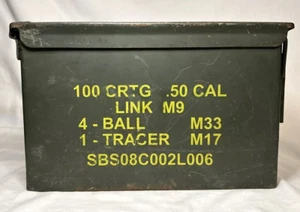 100 CRTG .50 CAL
LINK M9
4 - BALL M33
1 - TRACER M17
SBS08C002L006